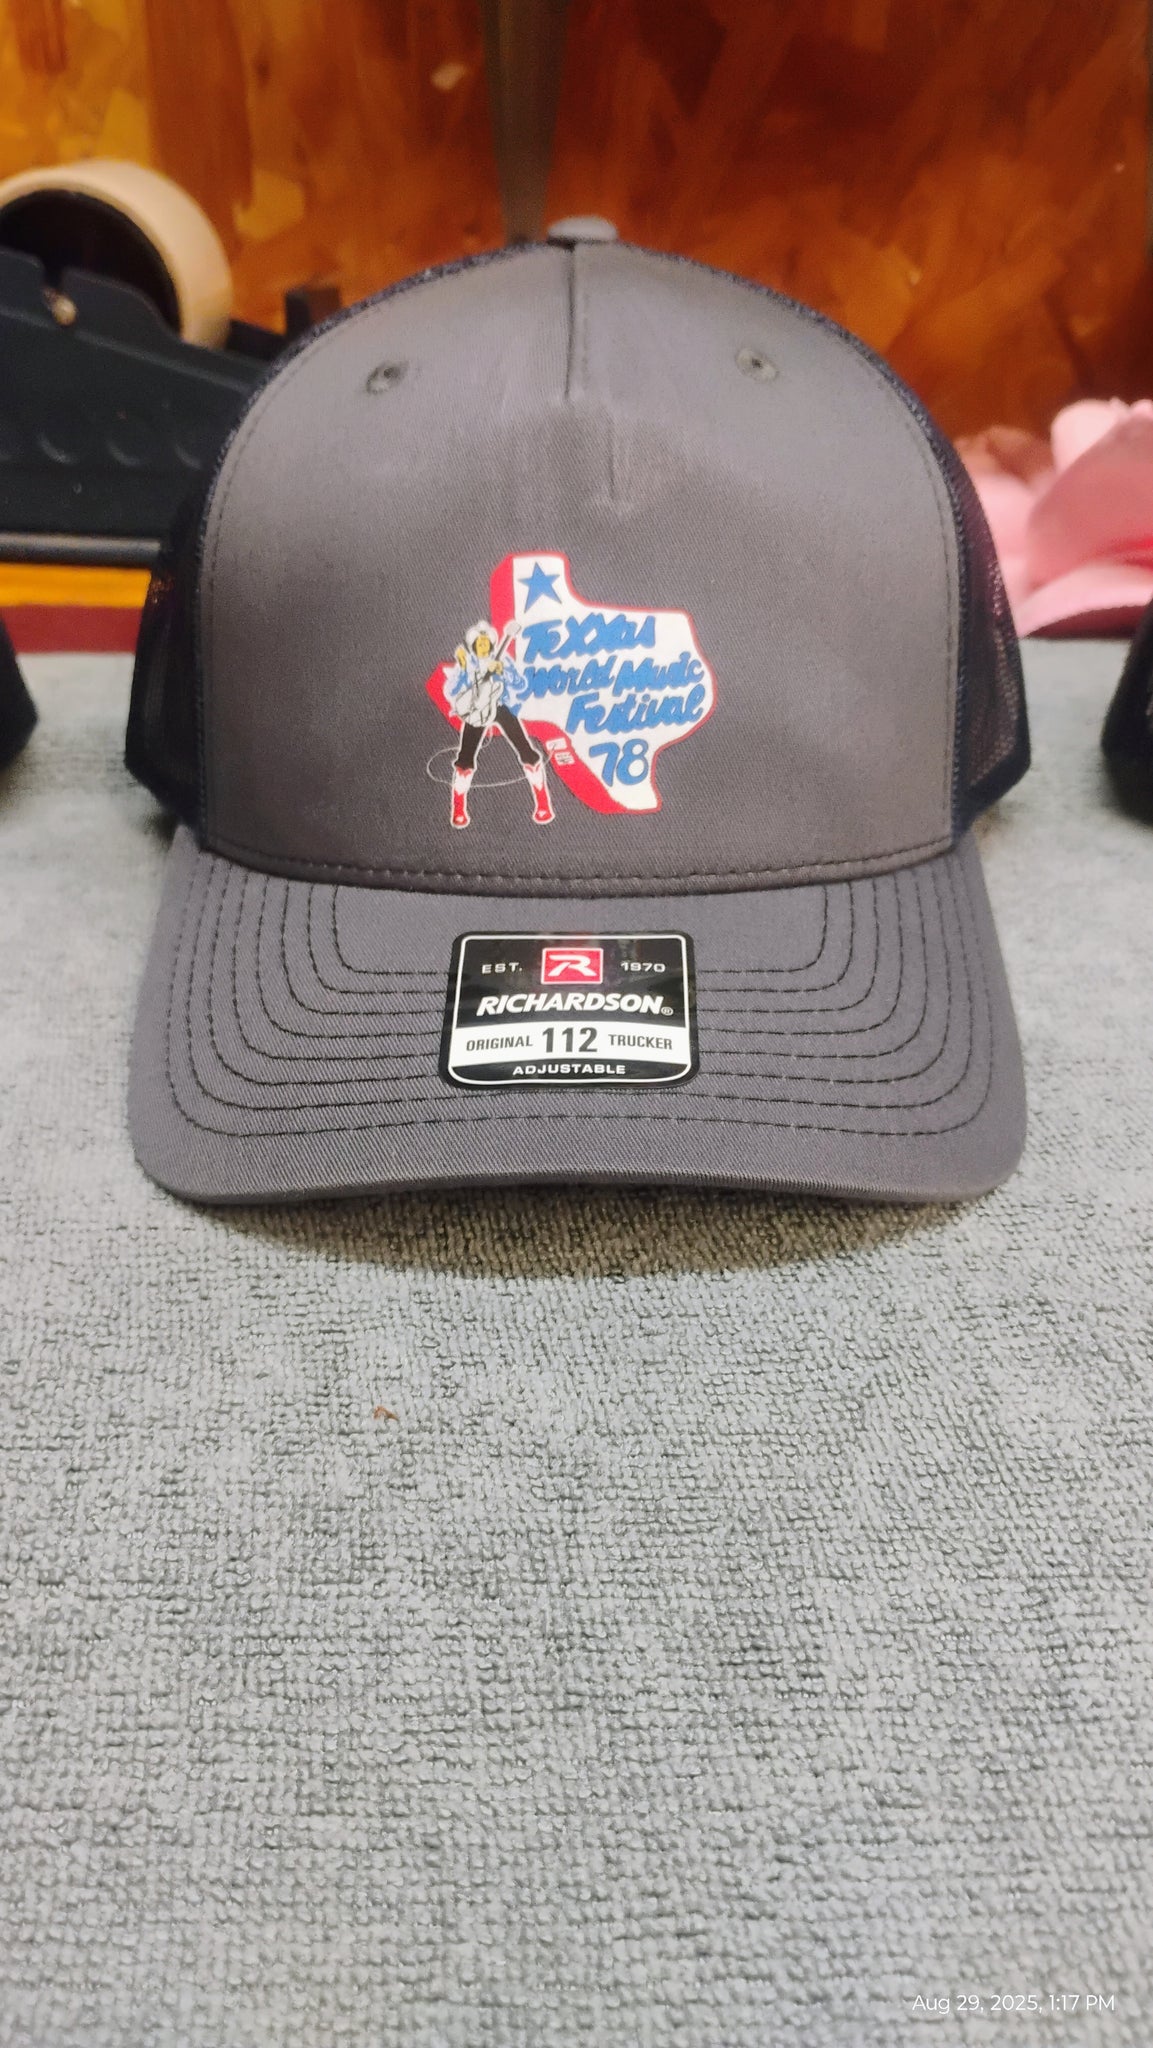 TeXXas
World Music
Festival
78
EST. R 1970
RICHARDSON®
ORIGINAL 112 TRUCKER
ADJUSTABLE
Aug 29, 2025, 1:17 PM